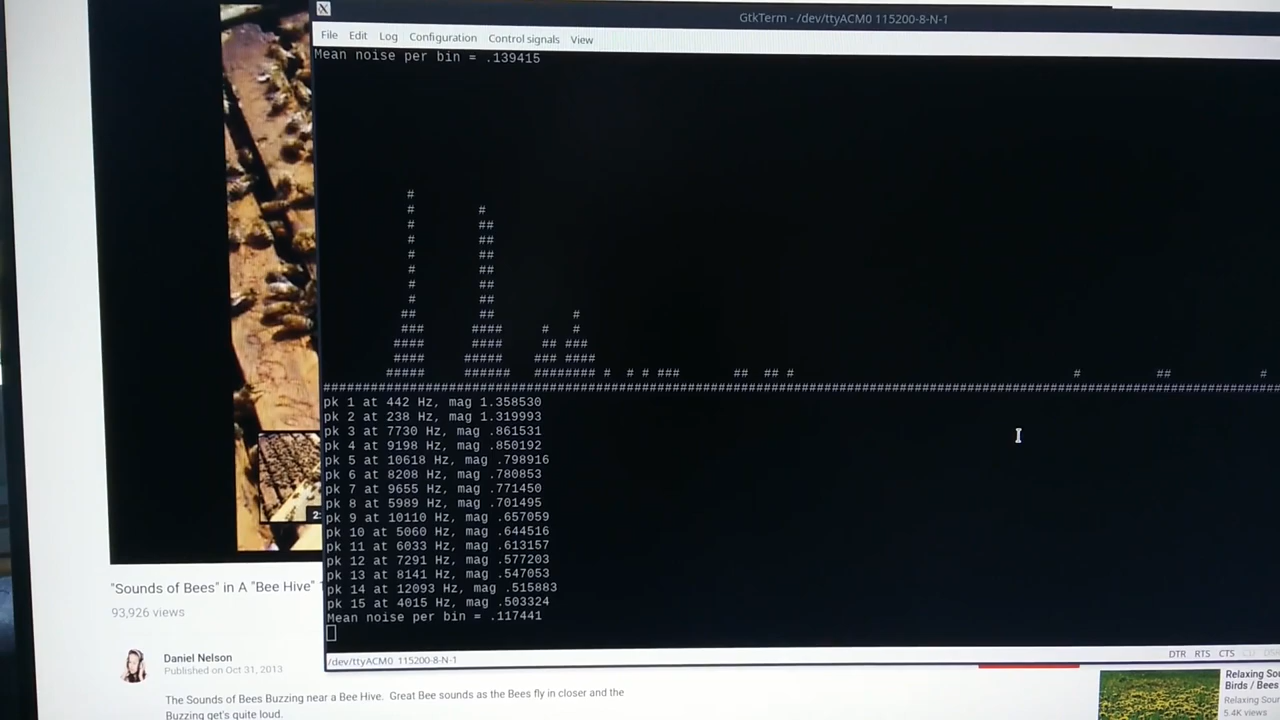 GtkTerm - /dev/ttyACM0 115200-8-N-1
File Edit Log Configuration Control signals View
Mean noise per bin = .139415
pk 1 at 442 Hz, mag 1.358530
pk 2 at 238 Hz, mag 1.319993
pk 3 at 7730 Hz, mag .861531
pk 4 at 9198 Hz, mag .850192
pk 5 at 10618 Hz, mag .798916
pk 6 at 8208 Hz, mag .780853
pk 7 at 9655 Hz, mag .771450
pk 8 at 5989 Hz, mag .701495
pk 9 at 10110 Hz, mag .657059
pk 10 at 5060 Hz, mag .644516
pk 11 at 6033 Hz, mag .613157
pk 12 at 7291 Hz, mag .577203
pk 13 at 8141 Hz, mag .547053
pk 14 at 12093 Hz, mag .515883
pk 15 at 4015 Hz, mag .503324
Mean noise per bin = .117441
/dev/ttyACM0 115200-8-N-1
DTR RTS CTS
"Sounds of Bees" in A "Bee Hive"
93,926 views
Daniel Nelson
Published on Oct 31, 2013
The Sounds of Bees Buzzing near a Bee Hive. Great Bee sounds as the Bees fly in closer and the
Buzzing get's quite loud.
Relaxing Sou
Birds / Bees
Relaxing Sou
5.4K views